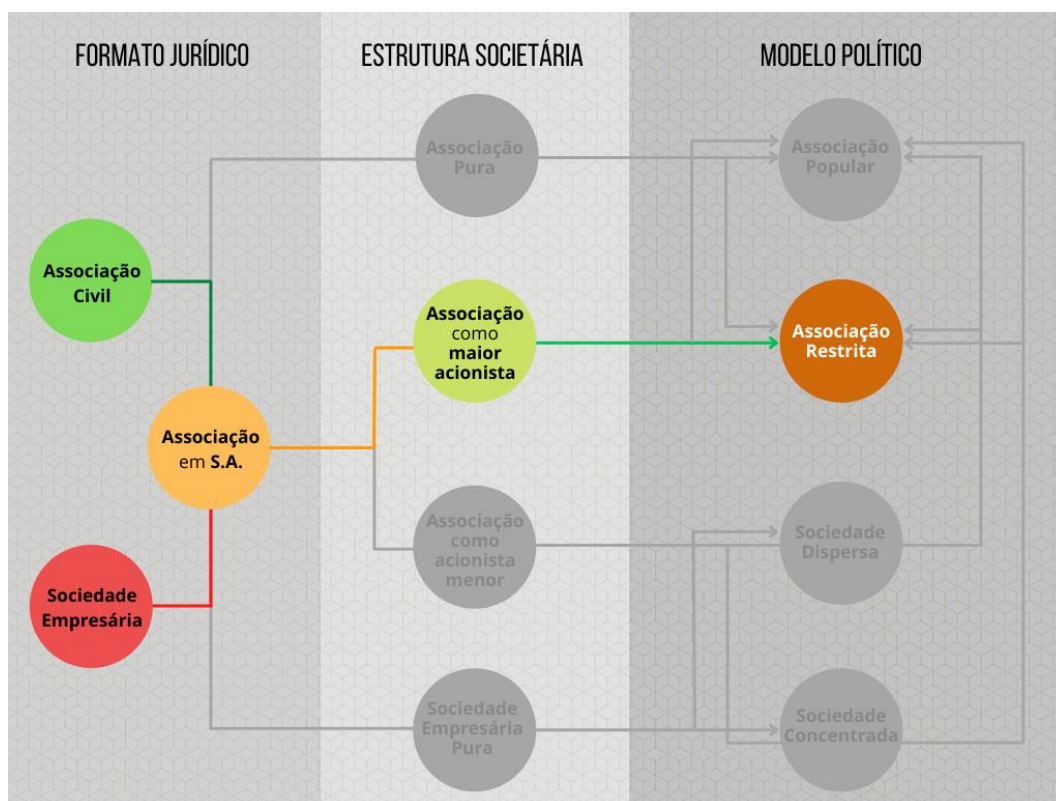 FORMATO JURÍDICO
ESTRUTURA SOCIETÁRIA
MODELO POLÍTICO
Associação
Civil
Associação
em S.A.
Sociedade
Empresária
Associação
Pura
Associação
como
maior
acionista
Associação
como
acionista
menor
Sociedade
Empresária
Pura
Associação
Popular
Associação
Restrita
Sociedade
Dispersa
Sociedade
Concentrada